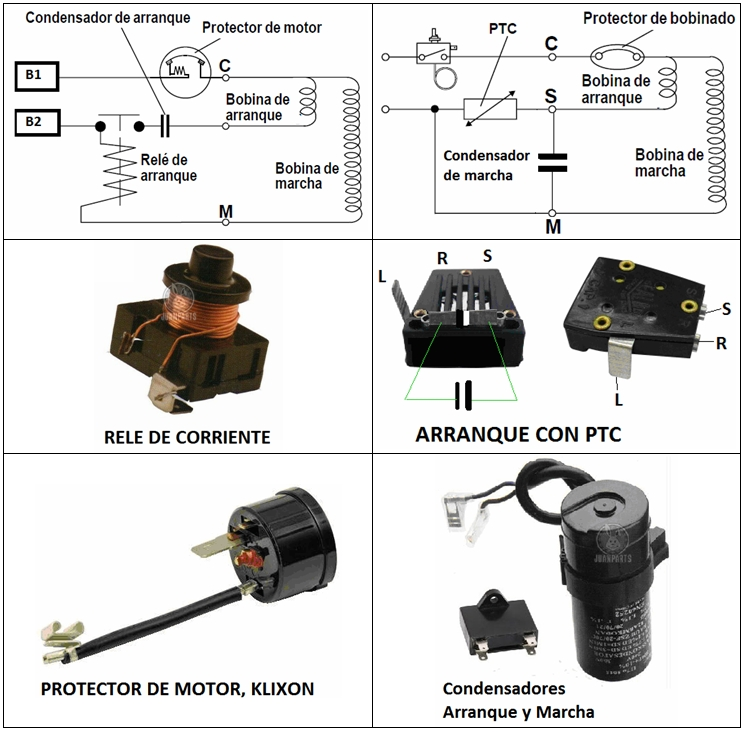 Condensador de arranque
Protector de motor
B1
C
Bobina de
arranque
B2
Relé de
arranque
Bobina de
marcha
M
Protector de bobinado
PTC
C
Bobina de
arranque
S
Condensador
de marcha
Bobina de
marcha
M
JUANPARTS
RELE DE CORRIENTE
R S
L
S
R
L
ARRANQUE CON PTC
PROTECTOR DE MOTOR, KLIXON
JUANPARTS
Condensadores
Arranque y Marcha